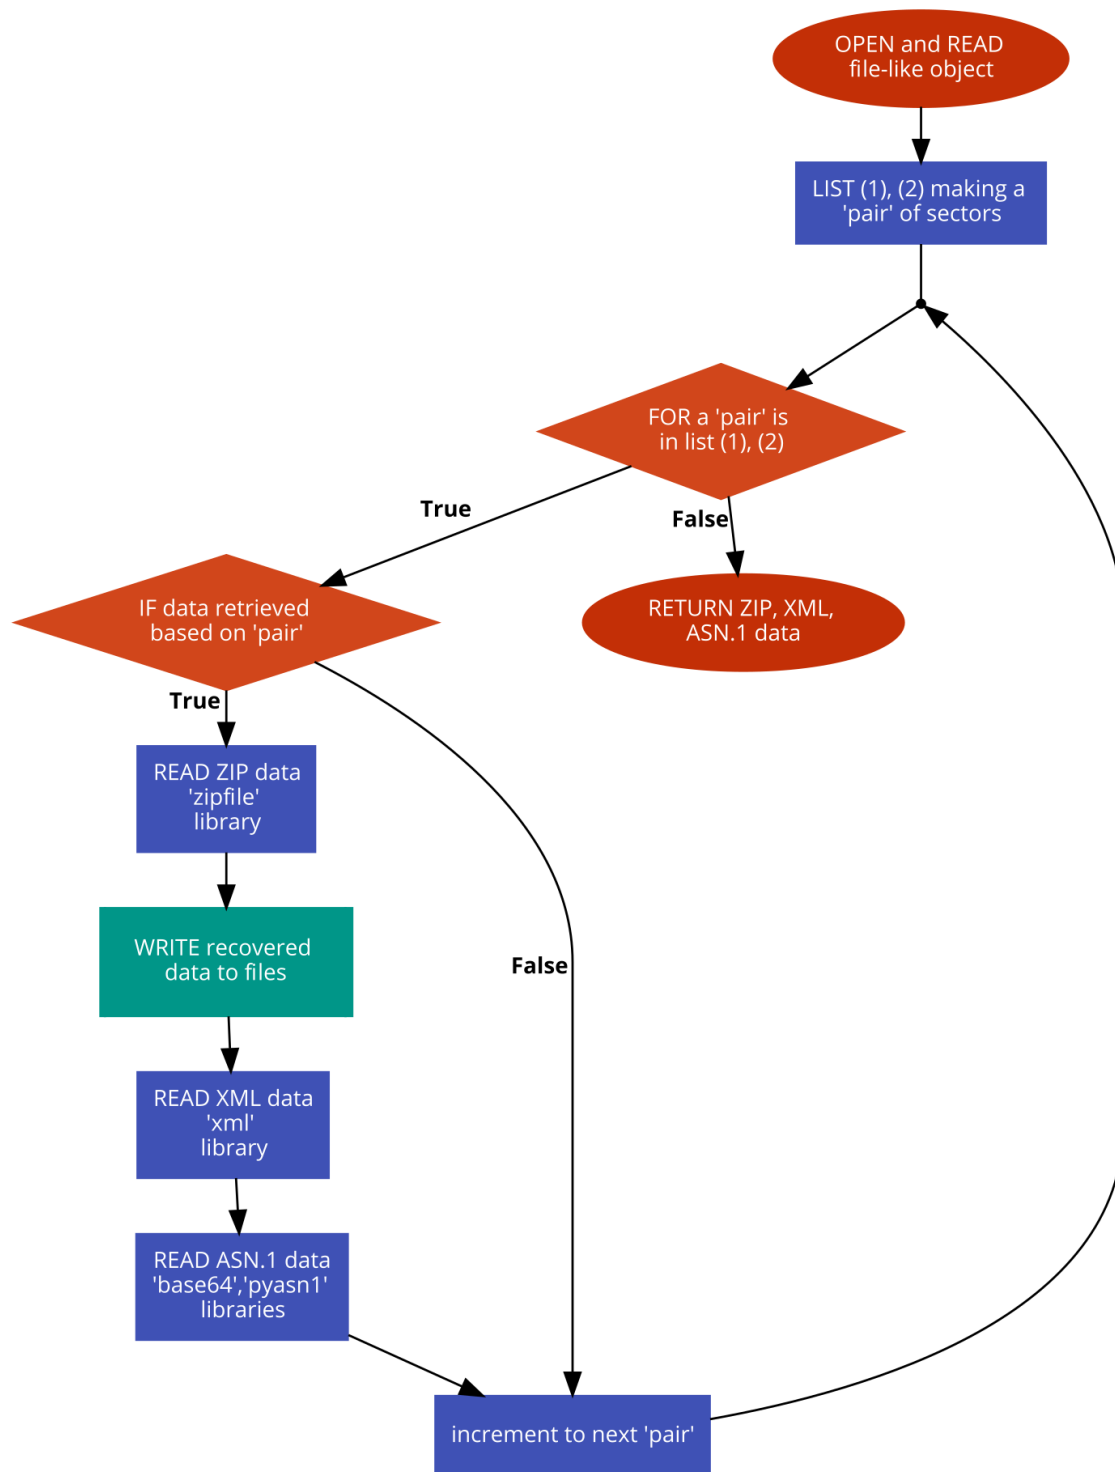 OPEN and READ
file-like object
LIST (1), (2) making a
'pair' of sectors
FOR a 'pair' is
in list (1), (2)
True
False
IF data retrieved
based on 'pair'
RETURN ZIP, XML,
ASN.1 data
True
READ ZIP data
'zipfile'
library
WRITE recovered
data to files
False
READ XML data
'xml'
library
READ ASN.1 data
'base64','pyasn1'
libraries
increment to next 'pair'